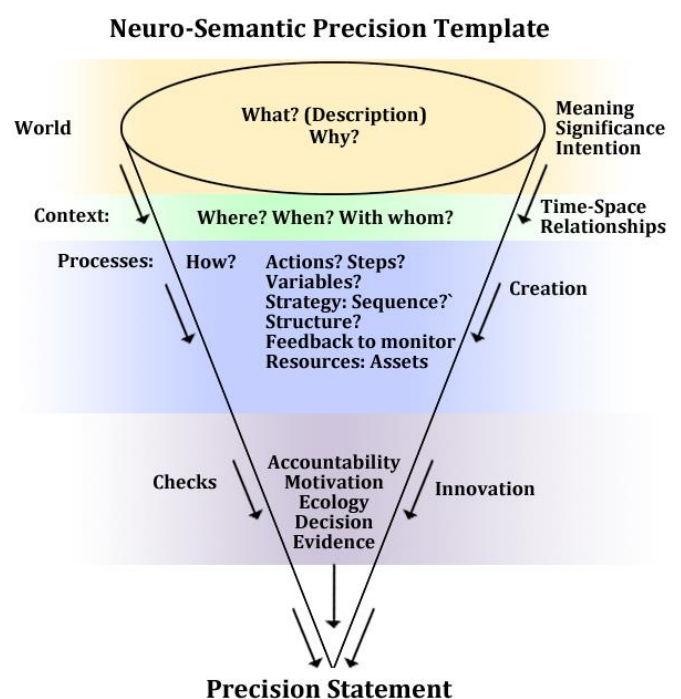 Neuro-Semantic Precision Template
World
What? (Description)
Why?
Meaning
Significance
Intention
Context:
Where? When? With whom?
Time-Space
Relationships
Processes:
How?
Actions? Steps?
Variables?
Strategy: Sequence?`
Structure?
Feedback to monitor
Resources: Assets
Creation
Checks
Accountability
Motivation
Ecology
Decision
Evidence
Innovation
Precision Statement